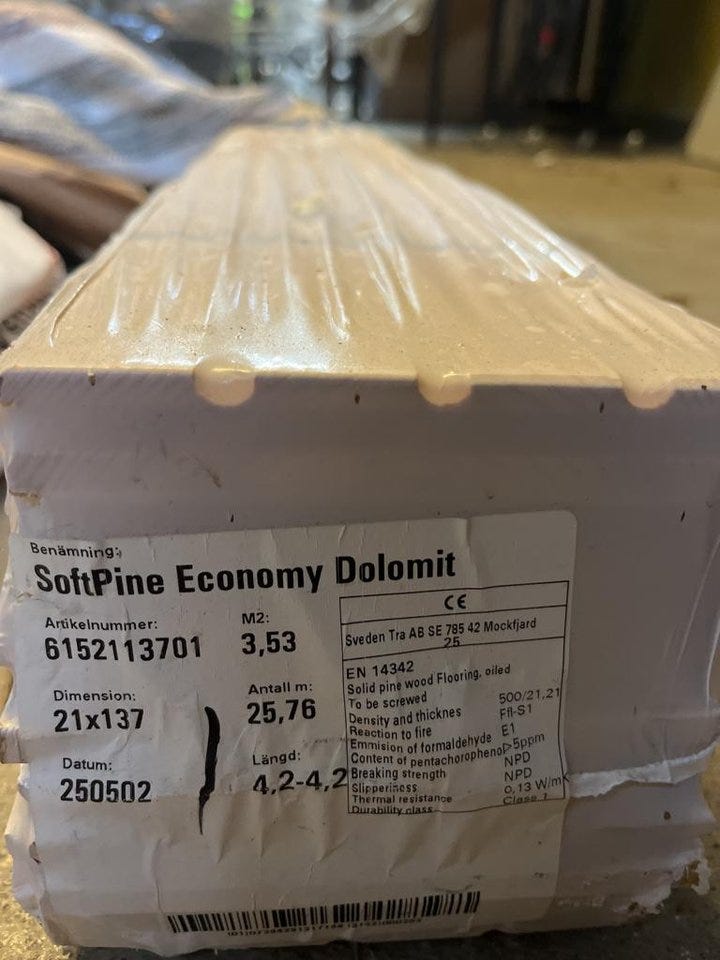 Benämning:
SoftPine Economy Dolomit
Artikelnummer:
6152113701
M2:
3,53
Dimension:
21x137
Antall m:
25,76
Datum:
250502
Längd:
4,2-4,2
CE
Sveden Tra AB SE 785 42 Mockfjard
25
EN 14342
Solid pine wood Flooring, oiled
To be screwed
Density and thicknes 500/21,21
Reaction to fire Ffl-S1
Emmision of formaldehyde E1
Content of pentachorophenol >5ppm
Breaking strength NPD
Slipperiness NPD
Thermal resistance 0,13 W/mK
Durability class Class 1